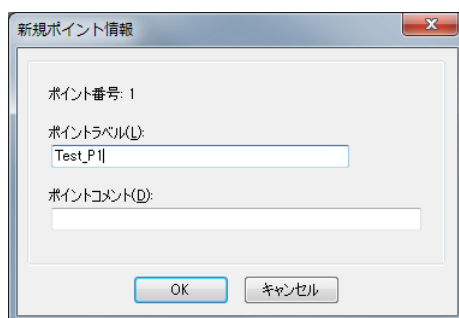 新規ポイント情報
ポイント番号: 1
ポイントラベル(L):
Test_P1
ポイントコメント(D):
OK
キャンセル